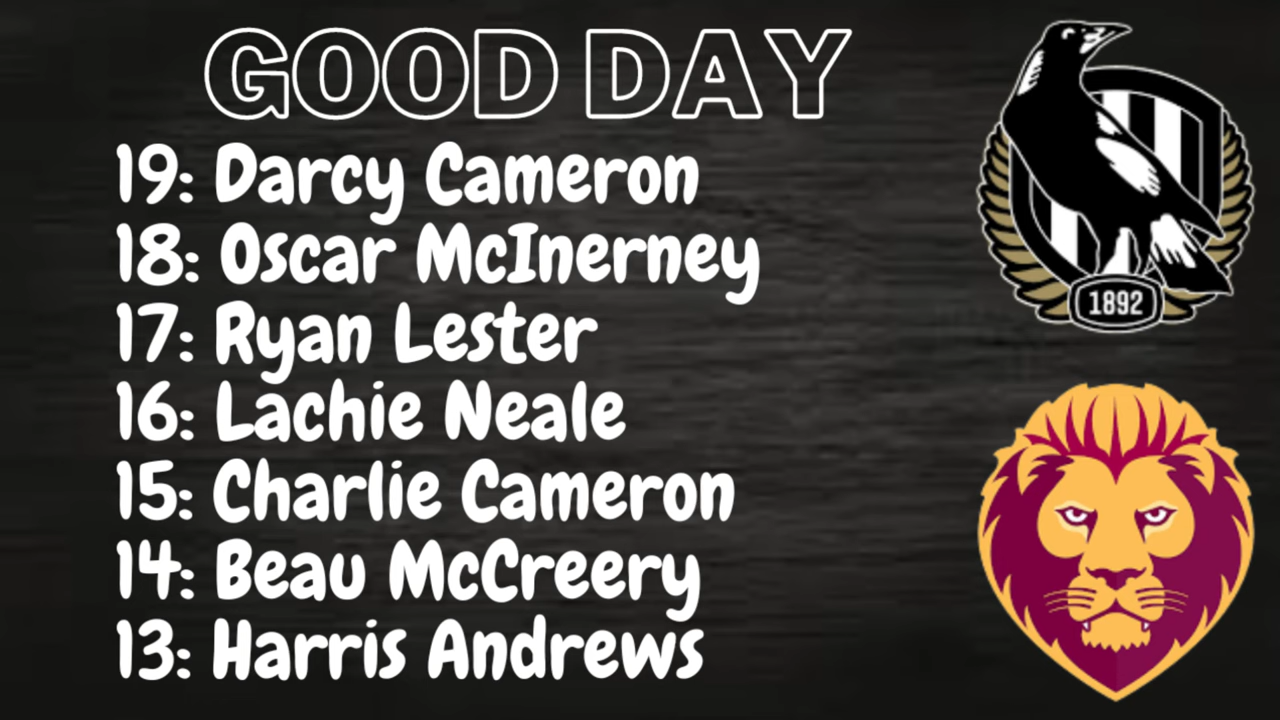 GOOD DAY
19: Darcy Cameron
18: Oscar McInerney
17: Ryan Lester
16: Lachie Neale
15: Charlie Cameron
14: Beau McCreery
13: Harris Andrews
1892